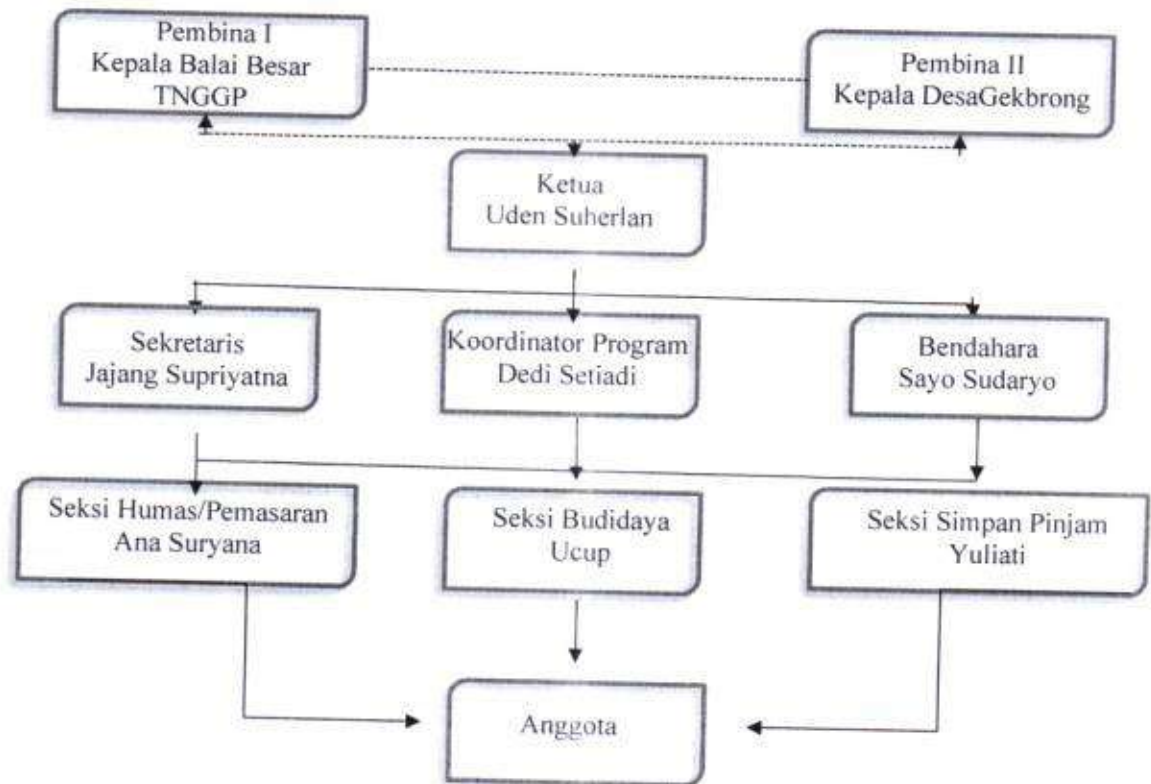 Pembina I
Kepala Balai Besar
TNGGP
Pembina II
Kepala DesaGekbrong
Ketua
Uden Suherlan
Sekretaris
Jajang Supriyatna
Koordinator Program
Dedi Setiadi
Bendahara
Sayo Sudaryo
Seksi Humas/Pemasaran
Ana Suryana
Seksi Budidaya
Ucup
Seksi Simpan Pinjam
Yuliati
Anggota